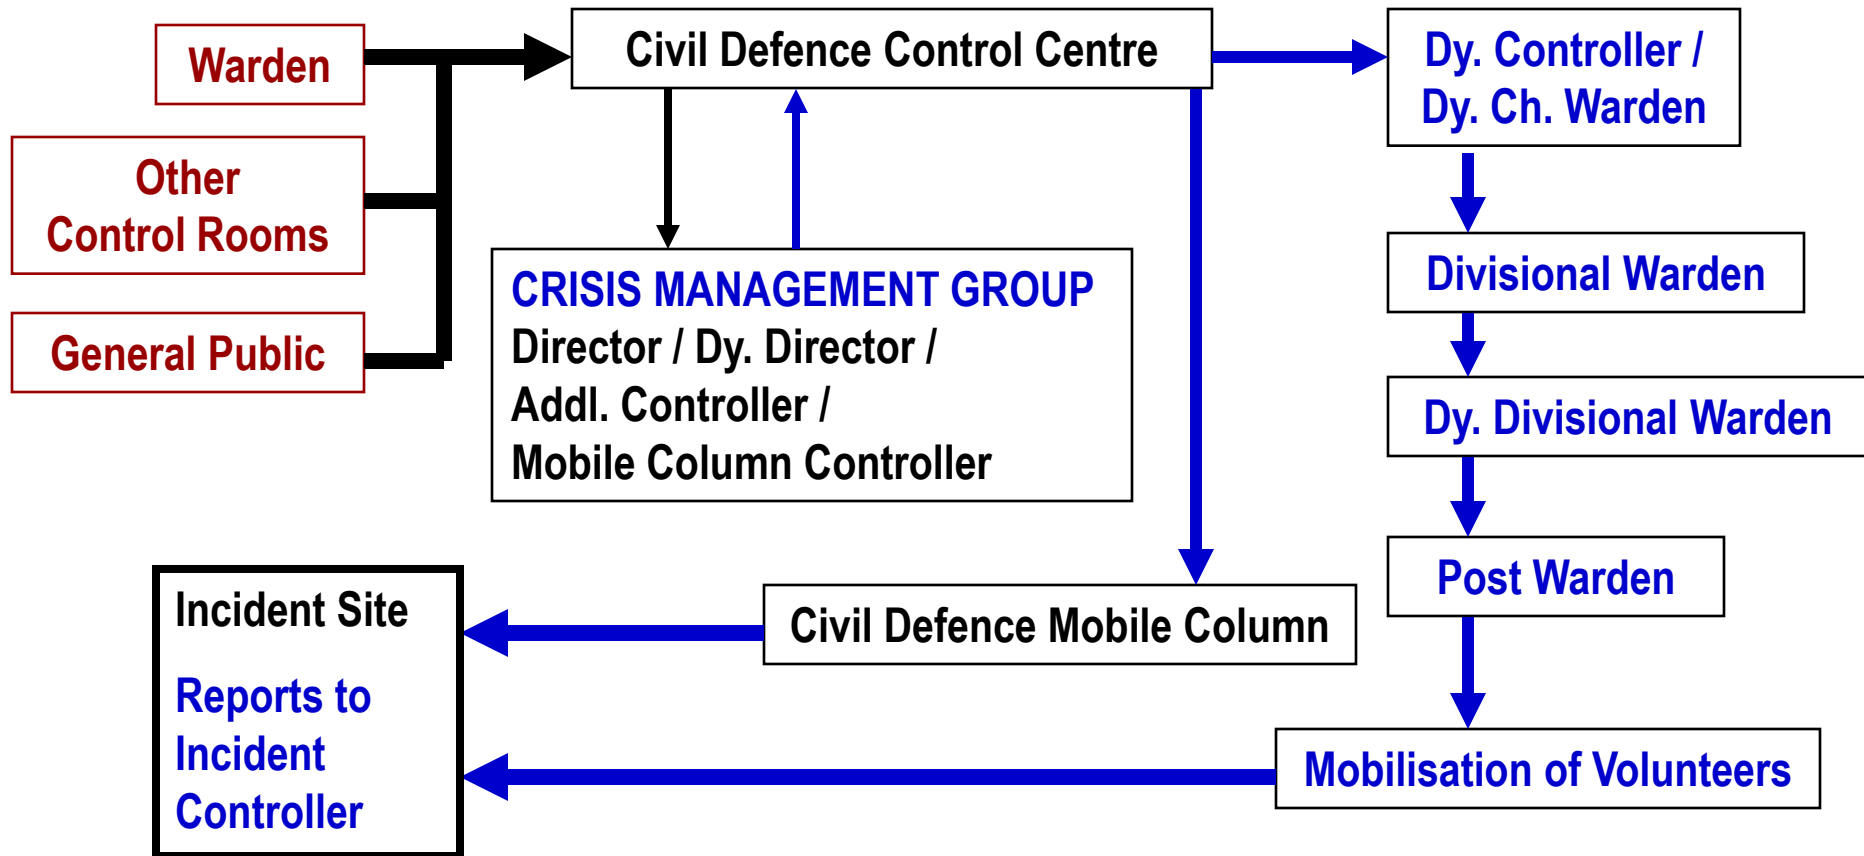 Warden
Other
Control Rooms
General Public
Civil Defence Control Centre
CRISIS MANAGEMENT GROUP
Director / Dy. Director /
Addl. Controller /
Mobile Column Controller
Dy. Controller /
Dy. Ch. Warden
Divisional Warden
Dy. Divisional Warden
Post Warden
Mobilisation of Volunteers
Civil Defence Mobile Column
Incident Site
Reports to
Incident
Controller